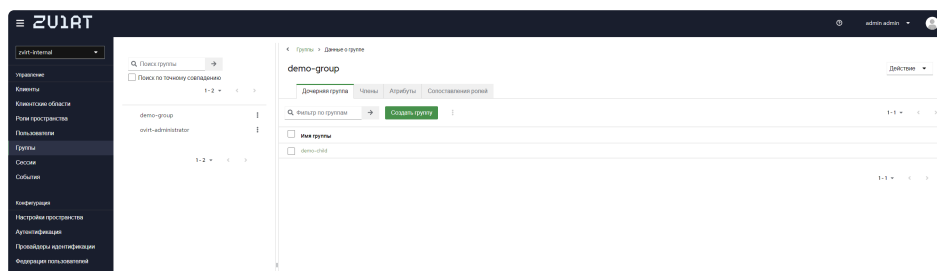 ZVIRT
admin admin
zvirt-internal
Управление
Клиенты
Клиентские области
Роли пространства
Пользователи
Группы
Сессии
События
Конфигурация
Настройки пространства
Аутентификация
Провайдеры идентификации
Федерация пользователей
Поиск группы
Поиск по точному совпадению
1-2
demo-group
ovirt-administrator
1-2
Группы
Данные о группе
demo-group
Действие
Дочерняя группа
Члены
Атрибуты
Сопоставления ролей
Фильтр по группам
Создать группу
1-1
Имя группы
demo-child
1-1